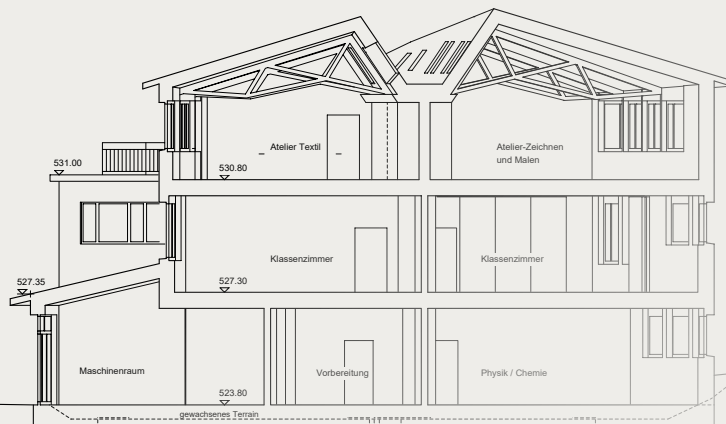 Atelier Textil
Atelier-Zeichnen
und Malen
531.00
530.80
Klassenzimmer
Klassenzimmer
527.35
527.30
Maschinenraum
Vorbereitung
Physik / Chemie
523.80
gewachsenes Terrain